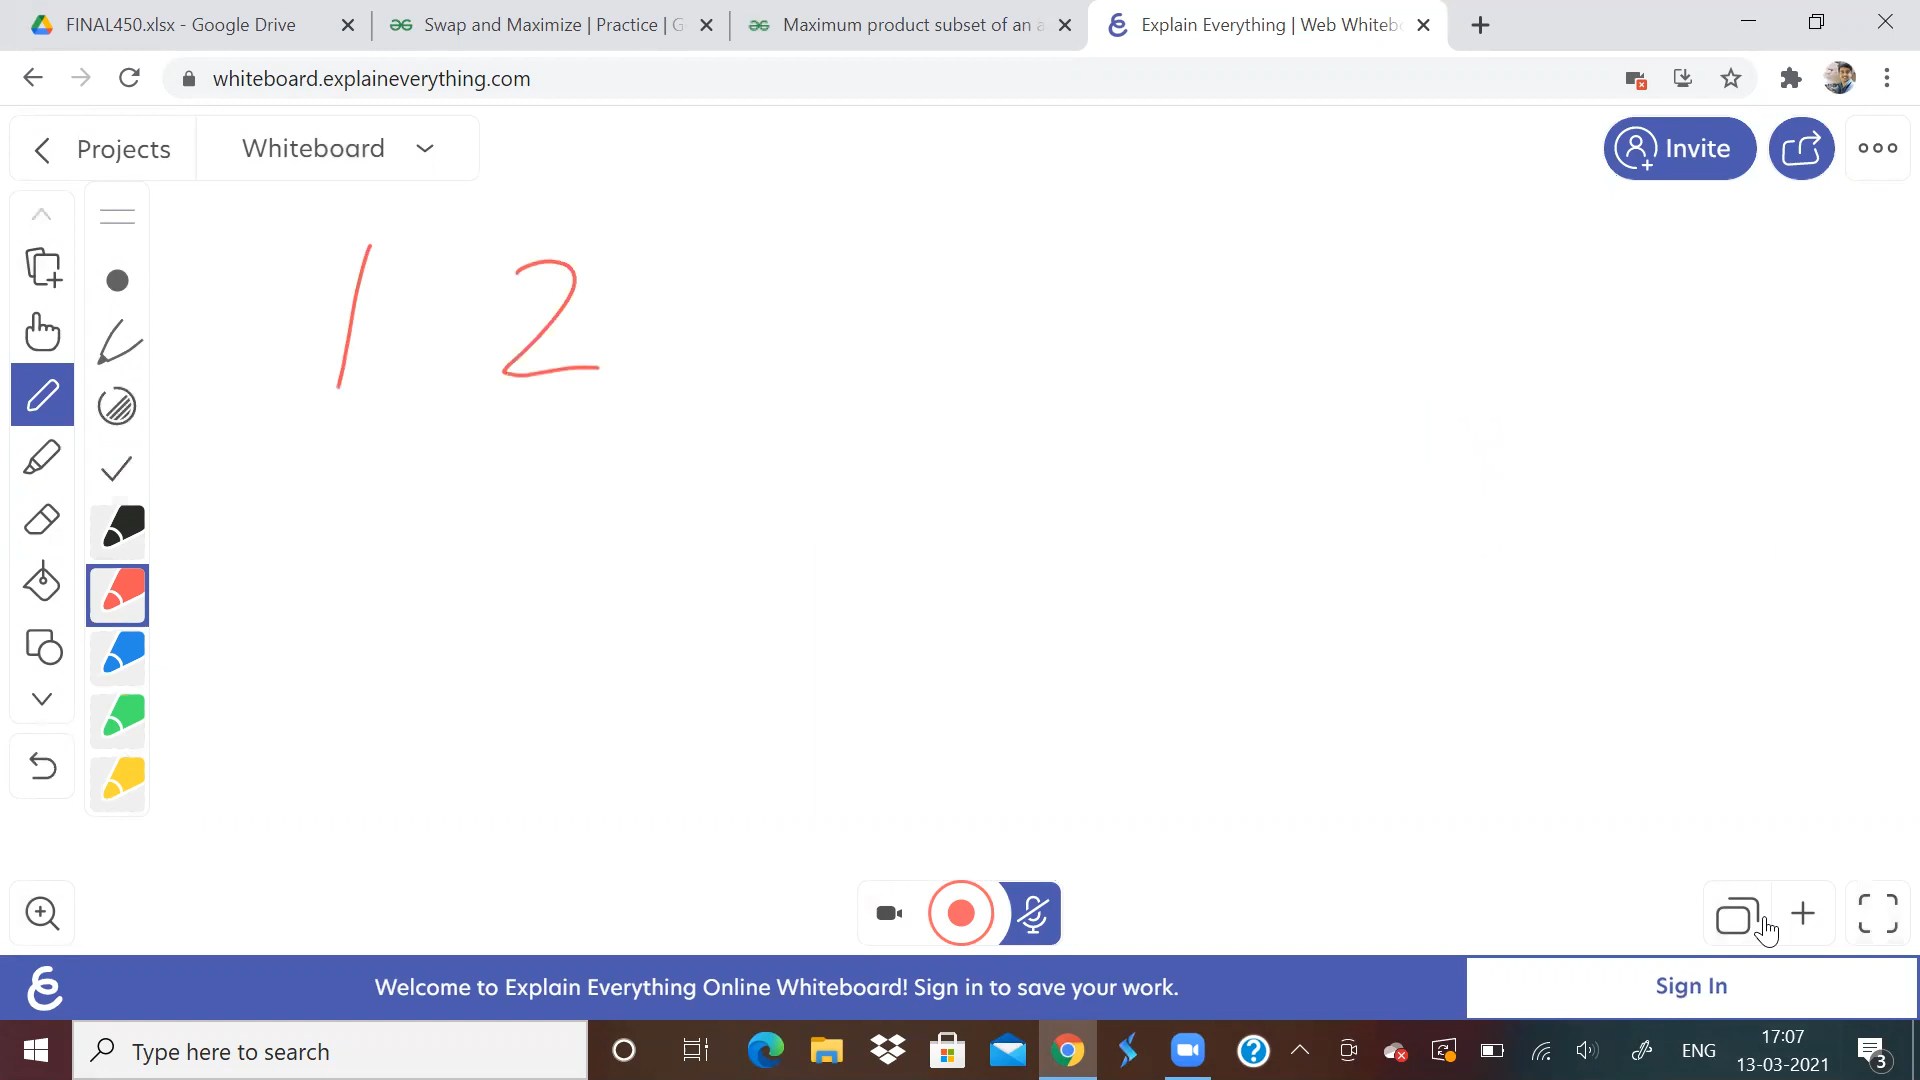 FINAL450.xlsx - Google Drive
Swap and Maximize | Practice | G
Maximum product subset of an a
Explain Everything | Web Whitebo
whiteboard.explaineverything.com
Projects
Whiteboard
Invite
1 2
Welcome to Explain Everything Online Whiteboard! Sign in to save your work.
Sign In
Type here to search
ENG
17:07
13-03-2021
3